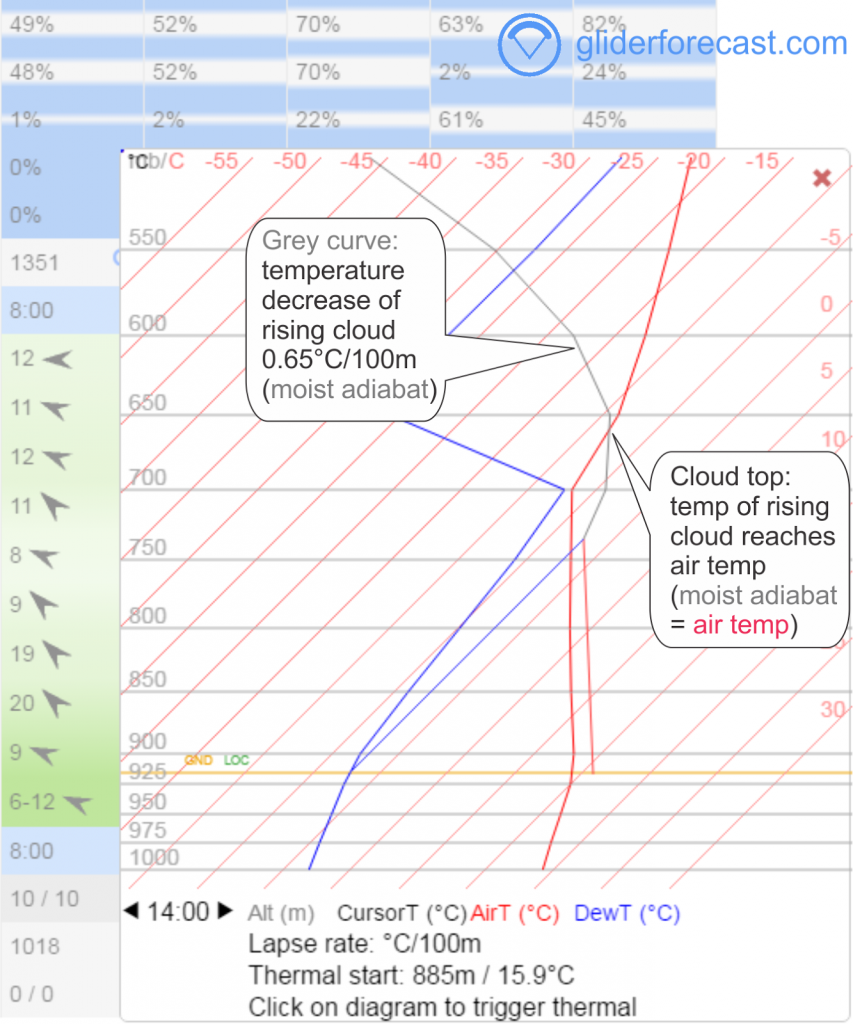 49% 52% 70% 63% 82%
gliderforecast.com
48% 52% 70% 2% 24%
1% 2% 22% 61% 45%
0%
0%
1351
8:00
12
11
12
11
8
9
19
20
9
6-12
8:00
10 / 10
1018
0 / 0
°C mb/C -55 -50 -45 -40 -35 -30 -25 -20 -15
-5
0
5
10
30
550
600
650
700
750
800
850
900
925
950
975
1000
GND LOC
Grey curve:
temperature
decrease of
rising cloud
0.65°C/100m
(moist adiabat)
Cloud top:
temp of rising
cloud reaches
air temp
(moist adiabat
= air temp)
14:00 Alt (m) CursorT (°C) AirT (°C) DewT (°C)
Lapse rate: °C/100m
Thermal start: 885m / 15.9°C
Click on diagram to trigger thermal